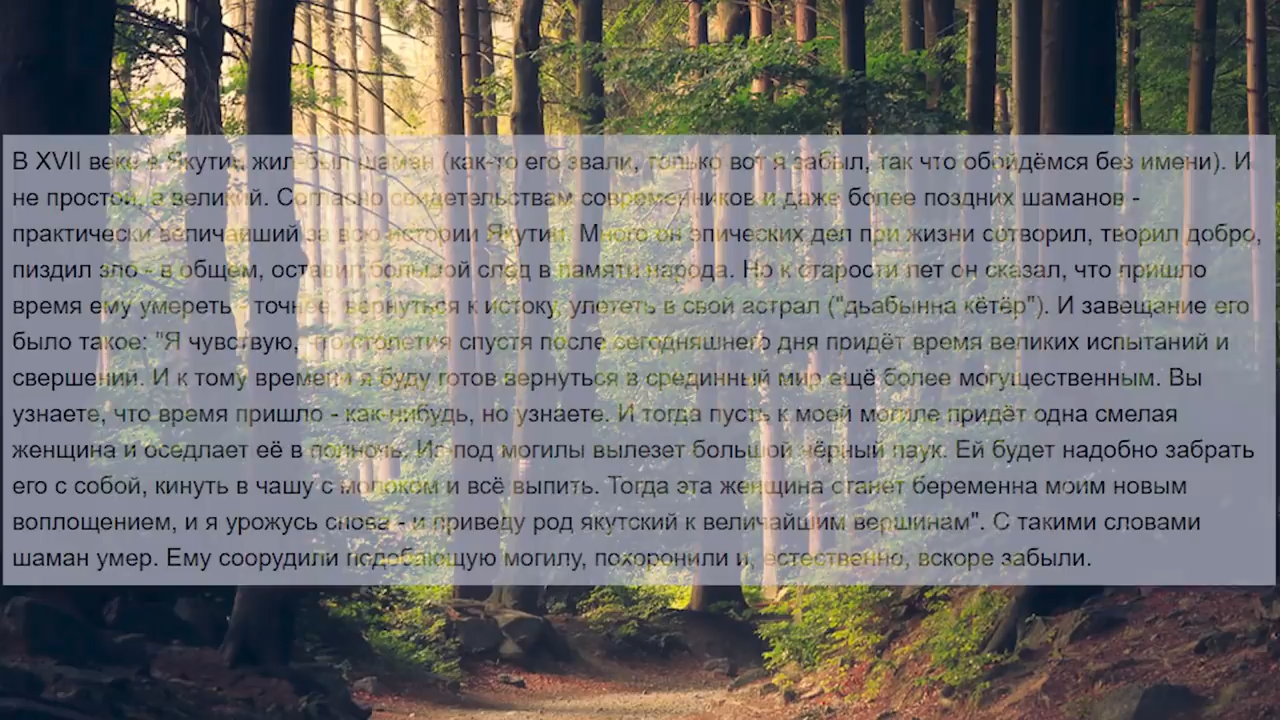 В XVII веке в Якутии жил-был шаман (как-то его звали, только вот я забыл, так что обойдёмся без имени). И
не простой, а великий. Согласно свидетельствам современников и даже более поздних шаманов -
практически величайший за всю историю Якутии. Много он эпических дел при жизни сотворил, творил добро,
пиздил зло - в общем, оставил большой след в памяти народа. Но к старости лет он сказал, что пришло
время ему умереть - точнее, вернуться к истоку, улететь в свой астрал ("дьабынна кётёр"). И завещание его
было такое: "Я чувствую, что столетия спустя после сегодняшнего дня придёт время великих испытаний и
свершений. И к тому времени я буду готов вернуться в срединный мир ещё более могущественным. Вы
узнаете, что время пришло - как-нибудь, но узнаете. И тогда пусть к моей могиле придёт одна смелая
женщина и оседлает её в полночь. Из-под могилы вылезет большой чёрный паук. Ей будет надобно забрать
его с собой, кинуть в чашу с молоком и всё выпить. Тогда эта женщина станет беременна моим новым
воплощением, и я урожусь снова - и приведу род якутский к величайшим вершинам". С такими словами
шаман умер. Ему соорудили подобающую могилу, похоронили и, естественно, вскоре забыли.